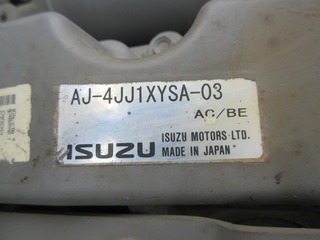 AJ-4JJ1XYSA-03
AC/BE
ISUZU
ISUZU MOTORS LTD.
MADE IN JAPAN